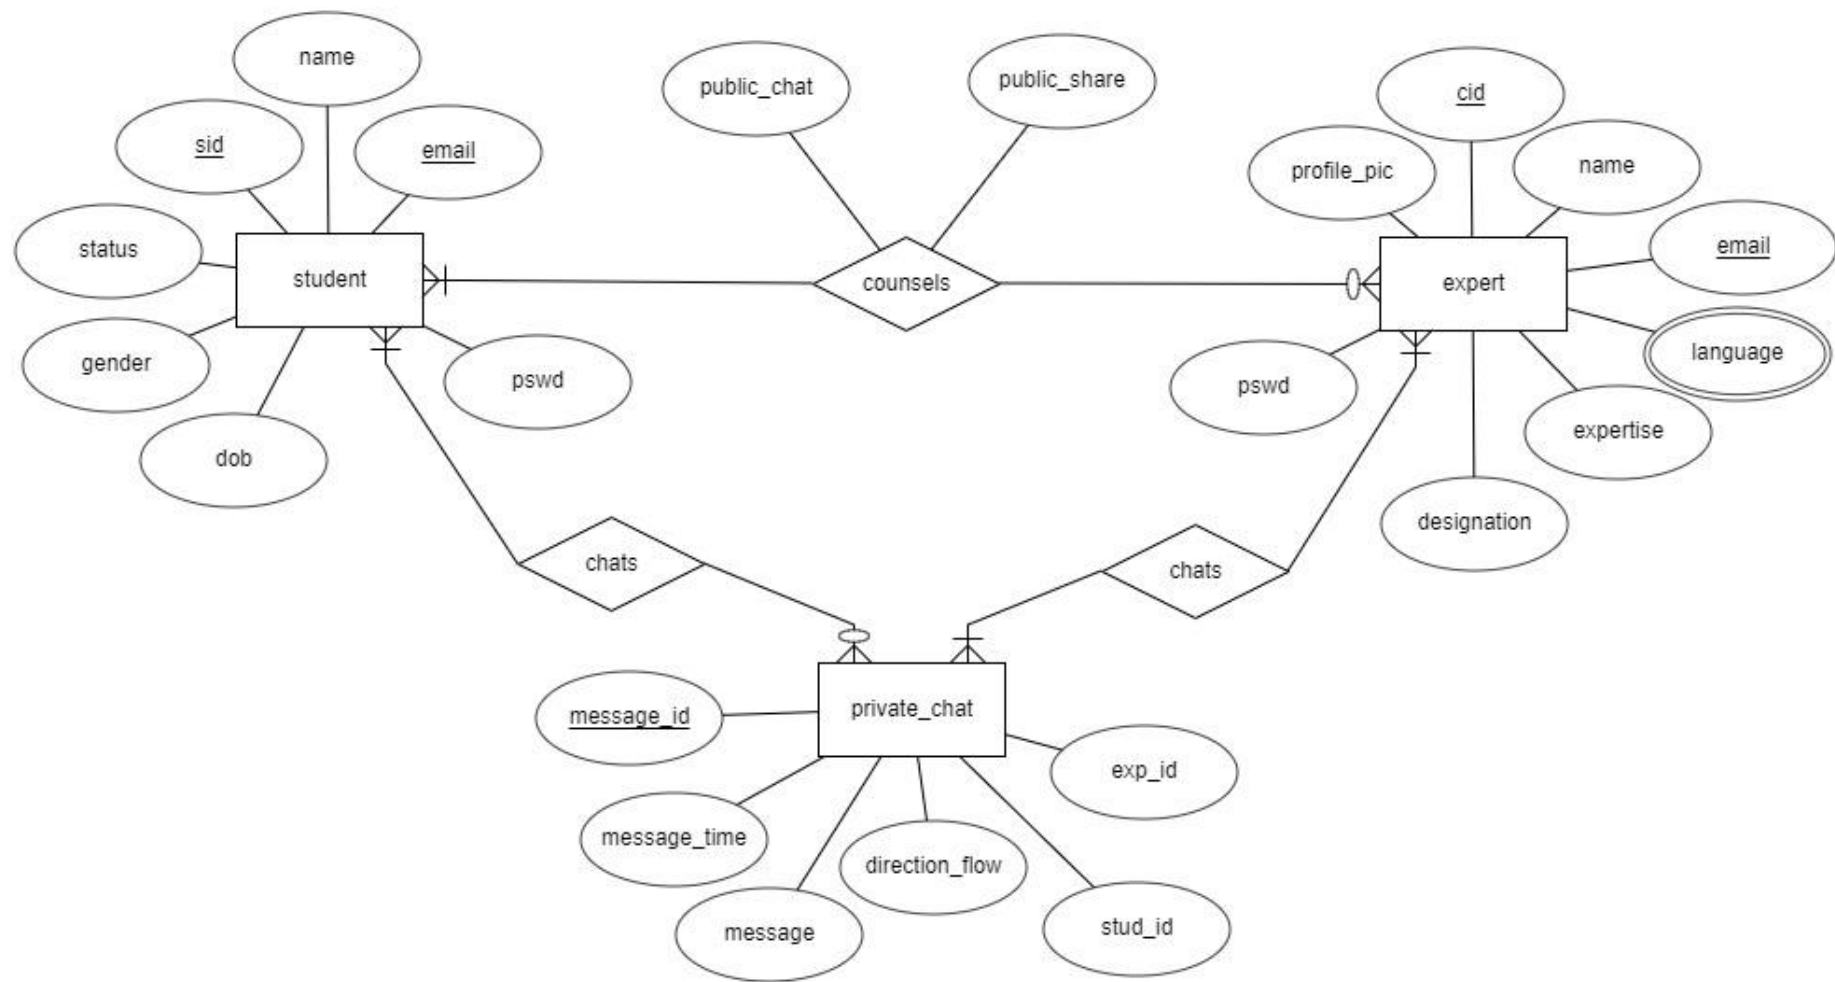 name
public_chat
public_share
cid
sid
email
profile_pic
name
status
student
counsels
expert
email
gender
pswd
pswd
language
dob
expertise
designation
chats
chats
message_id
private_chat
exp_id
message_time
direction_flow
message
stud_id